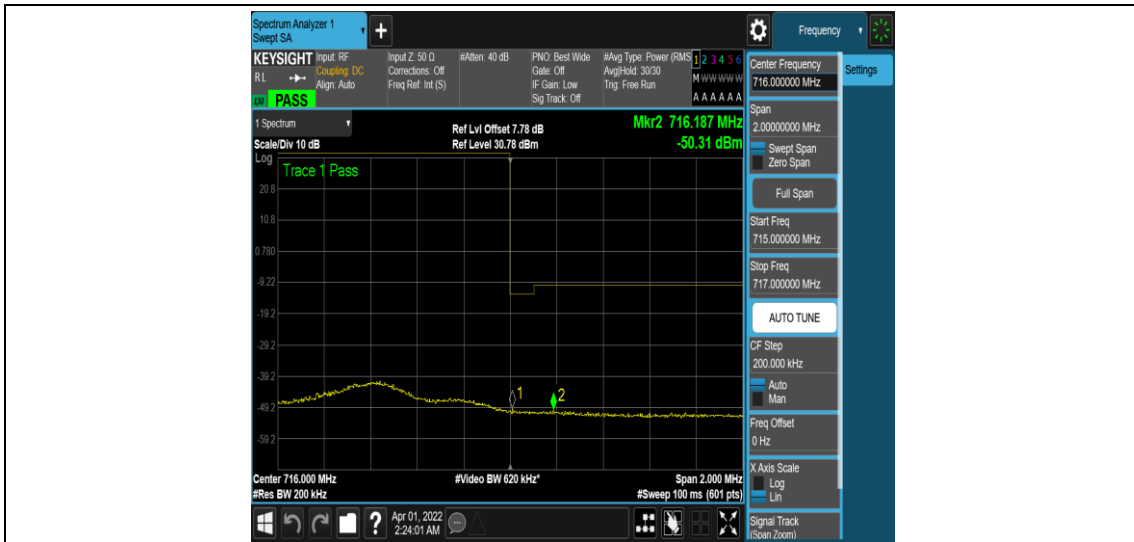 Spectrum Analyzer 1
Swept SA
+
Frequency
KEYSIGHT
RL
LXI PASS
Input: RF
Coupling: DC
Align: Auto
Input Z: 50 Ω
Corrections: Off
Freq Ref: Int (S)
#Atten: 40 dB
PNO: Best Wide
Gate: Off
IF Gain: Low
Sig Track: Off
#Avg Type: Power (RMS
Avg|Hold: 30/30
Trig: Free Run
1 2 3 4 5 6
M W W W W W
A A A A A A
1 Spectrum
Scale/Div 10 dB
Ref Lvl Offset 7.78 dB
Ref Level 30.78 dBm
Mkr2 716.187 MHz
-50.31 dBm
Log
Trace 1 Pass
20.8
10.8
0.780
-9.22
-19.2
-29.2
-39.2
-49.2
-59.2
1
2
Center 716.000 MHz
#Video BW 620 kHz*
Span 2.000 MHz
#Res BW 200 kHz
#Sweep 100 ms (601 pts)
?
Apr 01, 2022
2:24:01 AM
Center Frequency
716.000000 MHz
Settings
Span
2.00000000 MHz
Swept Span
Zero Span
Full Span
Start Freq
715.000000 MHz
Stop Freq
717.000000 MHz
AUTO TUNE
CF Step
200.000 kHz
Auto
Man
Freq Offset
0 Hz
X Axis Scale
Log
Lin
Signal Track
(Span Zoom)